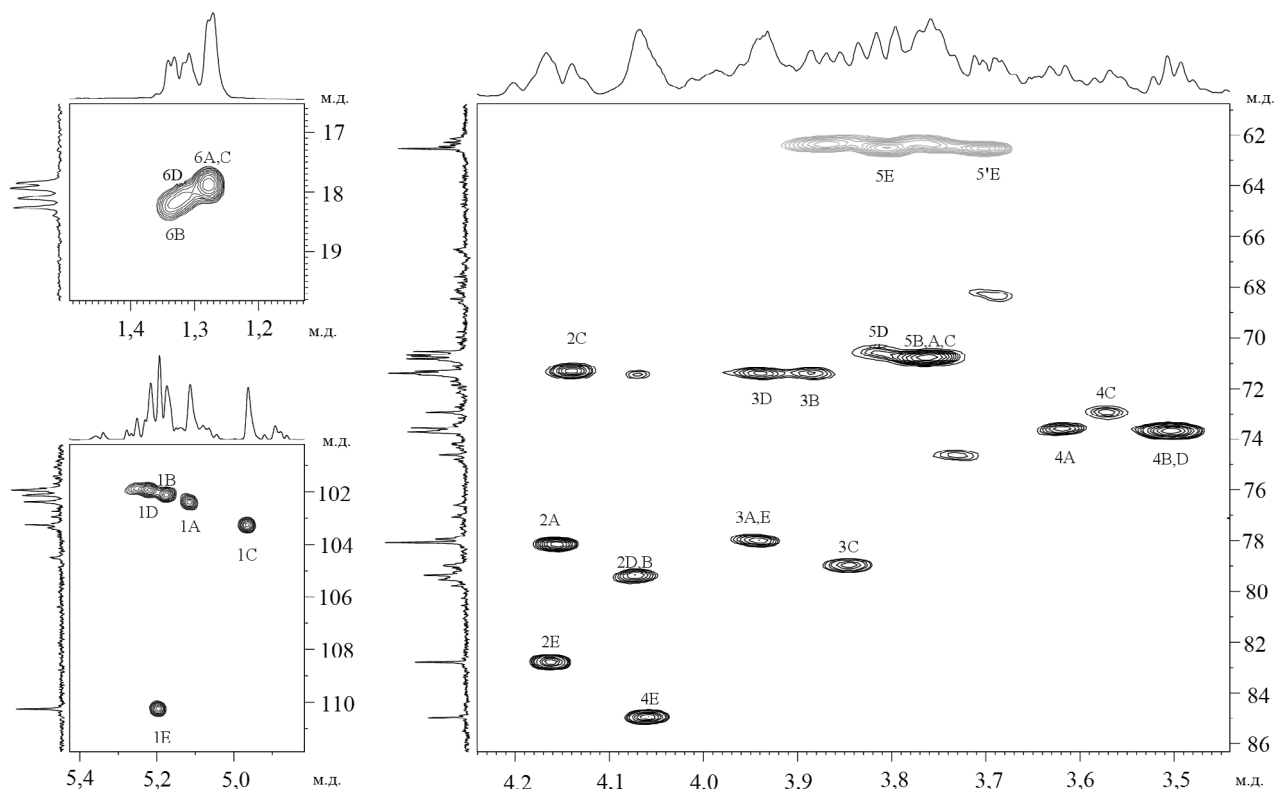 м.д.
17
6A,C
6D
18
6B
19
1,4 1,3 1,2 м.д.
м.д.
102
1B
1D
1A
104
1C
106
108
110
1E
5,4 5,2 5,0 м.д.
м.д.
62
5E 5'E
64
66
68
5D
2C
5B,A,C
70
72
3D 3B
4C
74
4A 4B,D
76
2A
3A,E
78
3C
2D,B
80
2E
82
4E
84
86
4.2 4,1 4,0 3,9 3,8 3,7 3,6 3,5 м.д.